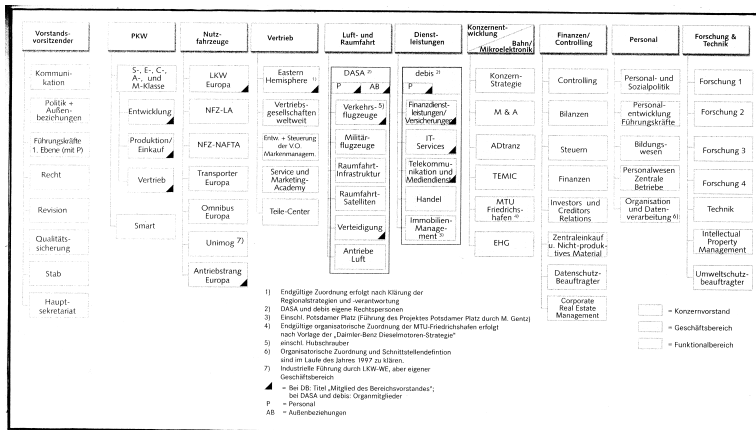 Vorstands-
vorsitzender
Kommuni-
kation
Politik +
Außen-
beziehungen
Führungskräfte
1. Ebene (mit P)
Recht
Revision
Qualitäts-
sicherung
Stab
Haupt-
sekretariat
PKW
S-, E-, C-,
A-, und
M-Klasse
Entwicklung
Produktion/
Einkauf
Vertrieb
Smart
Nutz-
fahrzeuge
LKW
Europa
NFZ-LA
NFZ-NAFTA
Transporter
Europa
Omnibus
Europa
Unimog 7)
Antriebstrang
Europa
Vertrieb
Eastern
Hemisphere 1)
Vertriebs-
gesellschaften
weltweit
Entw. + Steuerung
der V.O.
Markenmanagem.
Service und
Marketing-
Academy
Teile-Center
Luft- und
Raumfahrt
DASA 2)
P AB
Verkehrs- 5)
flugzeuge
Militär-
flugzeuge
Raumfahrt-
Infrastruktur
Raumfahrt-
Satelliten
Verteidigung
Antriebe
Luft
Dienst-
leistungen
debis 2)
P
Finanzdienst-
leistungen/
Versicherungen
IT-
Services
Telekommu-
nikation und
Mediendienste
Handel
Immobilien-
Manage-
ment 3)
Konzernent-
wicklung
Bahn/
Mikroelektronik
Konzern-
Strategie
M & A
ADtranz
TEMIC
MTU
Friedrichs-
hafen 4)
EHG
Finanzen/
Controlling
Controlling
Bilanzen
Steuern
Finanzen
Investors und
Creditors
Relations
Zentraleinkauf
u. Nicht-produk-
tives Material
Datenschutz-
Beauftragter
Corporate
Real Estate
Management
Personal
Personal- und
Sozialpolitik
Personal-
entwicklung
Führungskräfte
Bildungs-
wesen
Personalwesen
Zentrale
Betriebe
Organisation
und Daten-
verarbeitung 6)
Forschung &
Technik
Forschung 1
Forschung 2
Forschung 3
Forschung 4
Technik
Intellectual
Property
Management
Umweltschutz-
beauftragter
1) Endgültige Zuordnung erfolgt nach Klärung der
Regionalstrategien und -verantwortung
2) DASA und debis eigene Rechtspersonen
3) Einschl. Potsdamer Platz (Führung des Projektes Potsdamer Platz durch M. Gentz)
4) Endgültige organisatorische Zuordnung der MTU-Friedrichshafen erfolgt
nach Vorlage der „Daimler-Benz Dieselmotoren-Strategie"
5) einschl. Hubschrauber
6) Organisatorische Zuordnung und Schnittstellendefintion
sind im Laufe des Jahres 1997 zu klären.
7) Industrielle Führung durch LKW-WE, aber eigener
Geschäftsbereich
= Bei DB: Titel „Mitglied des Bereichsvorstandes";
bei DASA und debis: Organmitglieder
P = Personal
AB = Außenbeziehungen
= Konzernvorstand
= Geschäftsbereich
= Funktionalbereich